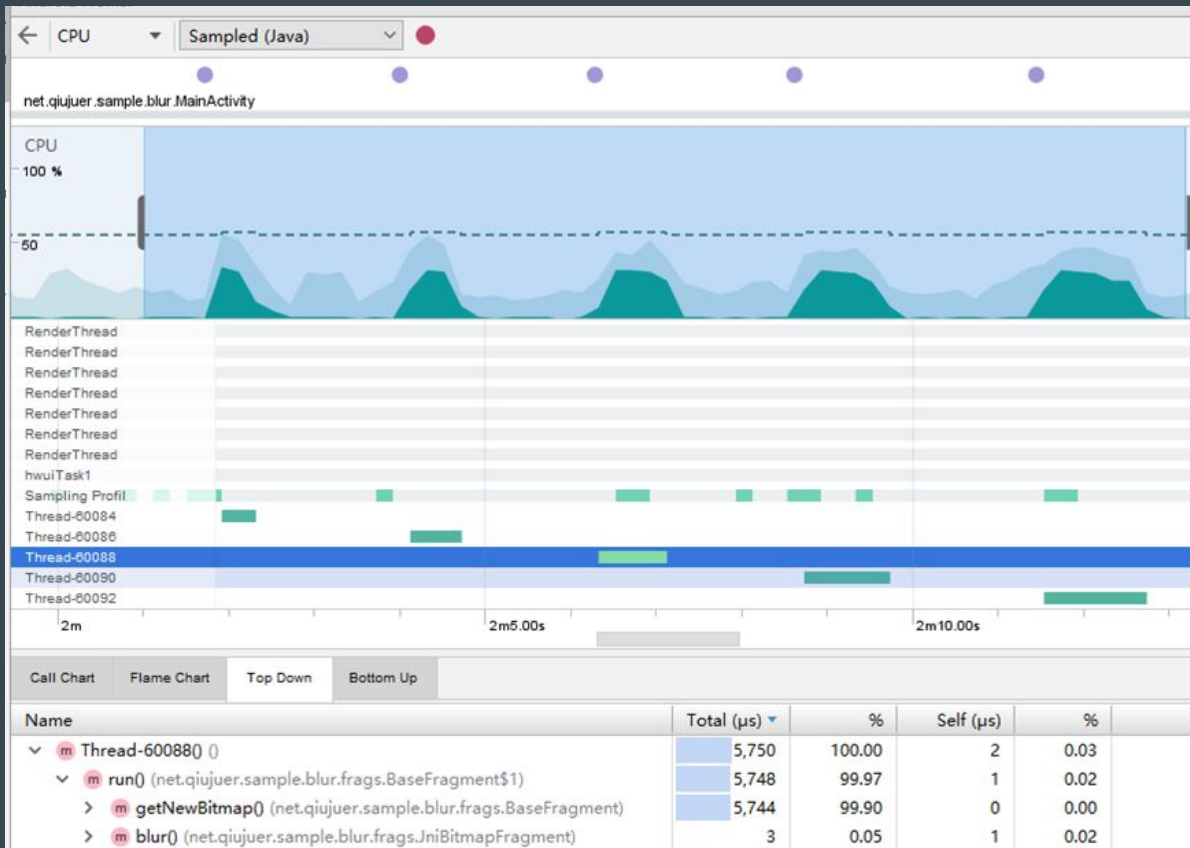 CPU Sampled (Java)
net.qiujuer.sample.blur.MainActivity
CPU
100 %
50
RenderThread
RenderThread
RenderThread
RenderThread
RenderThread
RenderThread
RenderThread
hwuiTask1
Sampling Profil
Thread-60084
Thread-60086
Thread-60088
Thread-60090
Thread-60092
2m 2m5.00s 2m10.00s
Call Chart Flame Chart Top Down Bottom Up
Name Total (μs) % Self (μs) %
m Thread-60088() () 5,750 100.00 2 0.03
m run() (net.qiujuer.sample.blur.frags.BaseFragment$1) 5,748 99.97 1 0.02
m getNewBitmap() (net.qiujuer.sample.blur.frags.BaseFragment) 5,744 99.90 0 0.00
m blur() (net.qiujuer.sample.blur.frags.JniBitmapFragment) 3 0.05 1 0.02